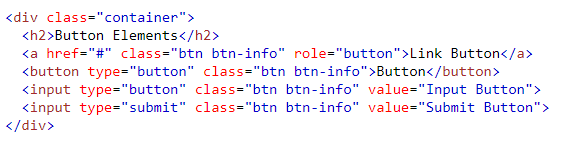 <div class="container">
  <h2>Button Elements</h2>
  <a href="#" class="btn btn-info" role="button">Link Button</a>
  <button type="button" class="btn btn-info">Button</button>
  <input type="button" class="btn btn-info" value="Input Button">
  <input type="submit" class="btn btn-info" value="Submit Button">
</div>